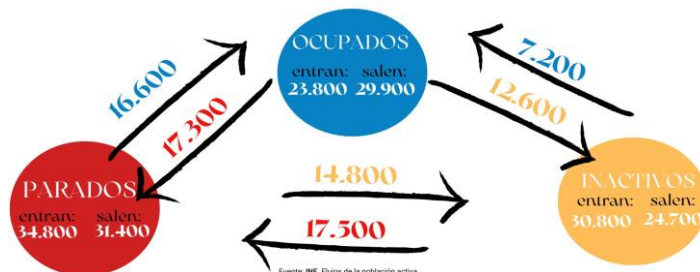 OCUPADOS
entran: salen:
23.800 29.900
16.600
17.300
7.200
12.600
PARADOS
entran: salen:
34.800 31.400
14.800
17.500
INACTIVOS
entran: salen:
30.800 24.700
Fuente: INE. Flujos de la población activa